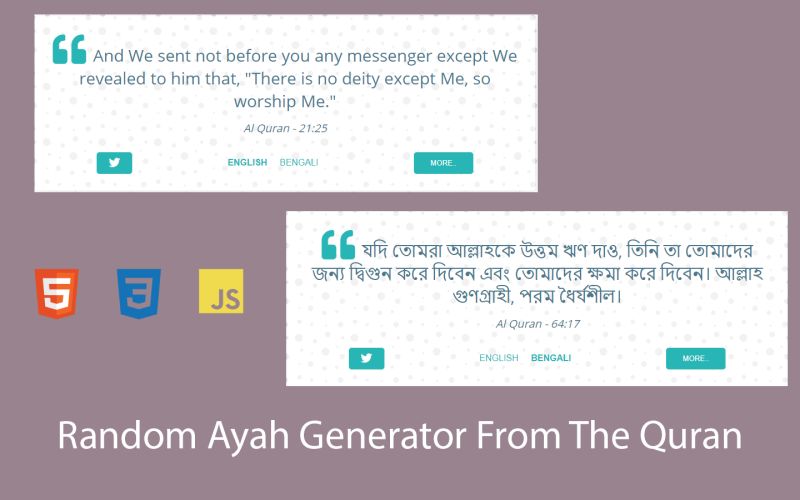 And We sent not before you any messenger except We
revealed to him that, "There is no deity except Me, so
worship Me."
Al Quran - 21:25
ENGLISH BENGALI
MORE..
যদি তোমরা আল্লাহকে উত্তম ঋণ দাও, তিনি তা তোমাদের
জন্য দ্বিগুন করে দিবেন এবং তোমাদের ক্ষমা করে দিবেন। আল্লাহ
গুণগ্রাহী, পরম ধৈর্যশীল।
Al Quran - 64:17
ENGLISH BENGALI
MORE..
5
3
JS
Random Ayah Generator From The Quran